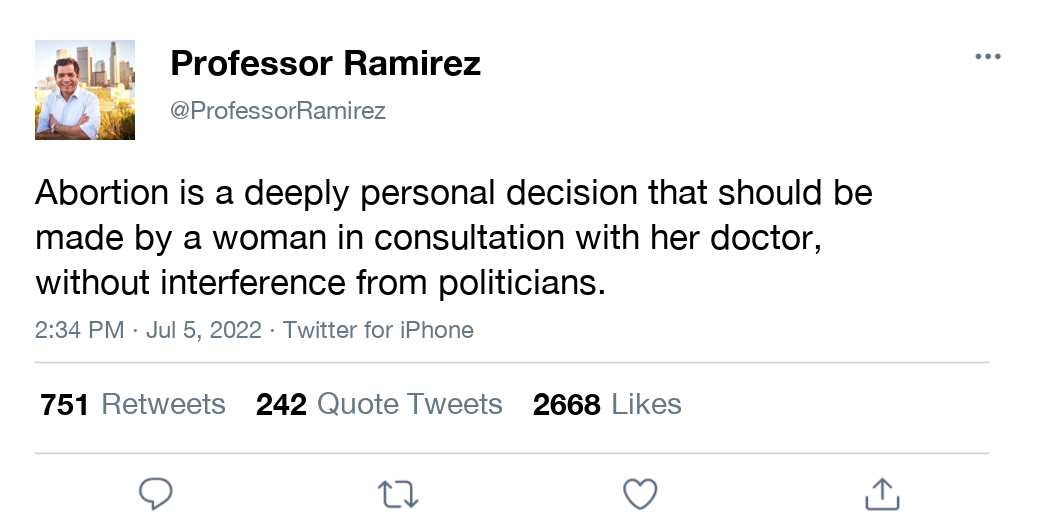 Professor Ramirez
@ProfessorRamirez
Abortion is a deeply personal decision that should be
made by a woman in consultation with her doctor,
without interference from politicians.
2:34 PM · Jul 5, 2022 · Twitter for iPhone
751 Retweets 242 Quote Tweets 2668 Likes